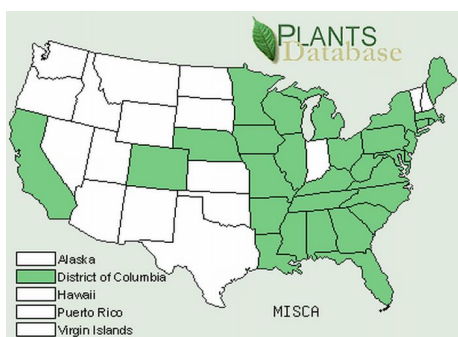 PLANTS
Database
Alaska
District of Columbia
Hawaii
Puerto Rico
Virgin Islands
MISCA